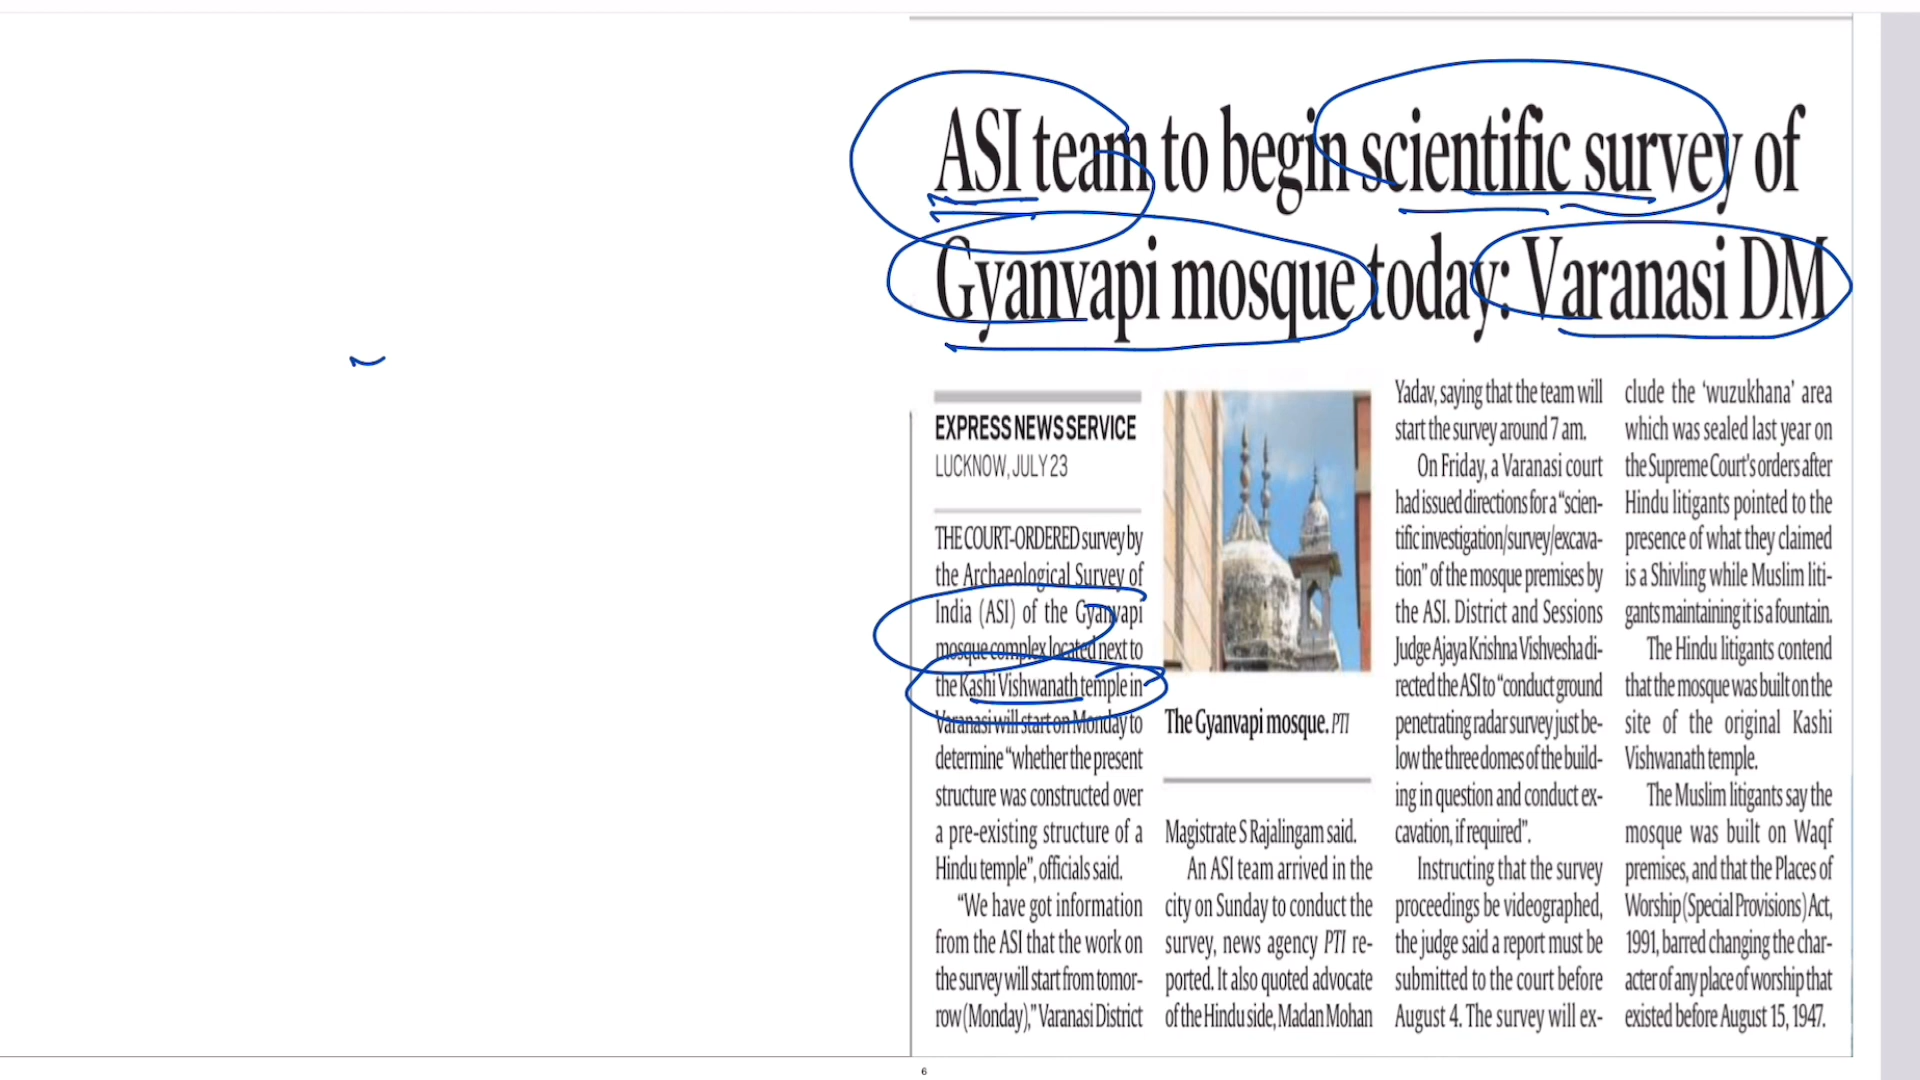 ASI team to begin scientific survey of
Gyanvapi mosque today: Varanasi DM
EXPRESS NEWS SERVICE
LUCKNOW, JULY 23
THE COURT-ORDERED survey by
the Archaeological Survey of
India (ASI) of the Gyanvapi
mosque complex located next to
the Kashi Vishwanath temple in
Varanasi will start on Monday to
determine “whether the present
structure was constructed over
a pre-existing structure of a
Hindu temple”, officials said.
“We have got information
from the ASI that the work on
the survey will start from tomor-
row (Monday),” Varanasi District
The Gyanvapi mosque. PTI
Magistrate S Rajalingam said.
An ASI team arrived in the
city on Sunday to conduct the
survey, news agency PTI re-
ported. It also quoted advocate
of the Hindu side, Madan Mohan
Yadav, saying that the team will
start the survey around 7 am.
On Friday, a Varanasi court
had issued directions for a “scien-
tific investigation/survey/excava-
tion” of the mosque premises by
the ASI. District and Sessions
Judge Ajaya Krishna Vishvesha di-
rected the ASI to “conduct ground
penetrating radar survey just be-
low the three domes of the build-
ing in question and conduct ex-
cavation, if required”.
Instructing that the survey
proceedings be videographed,
the judge said a report must be
submitted to the court before
August 4. The survey will ex-
clude the ‘wuzukhana’ area
which was sealed last year on
the Supreme Court’s orders after
Hindu litigants pointed to the
presence of what they claimed
is a Shivling while Muslim liti-
gants maintaining it is a fountain.
The Hindu litigants contend
that the mosque was built on the
site of the original Kashi
Vishwanath temple.
The Muslim litigants say the
mosque was built on Waqf
premises, and that the Places of
Worship (Special Provisions) Act,
1991, barred changing the char-
acter of any place of worship that
existed before August 15, 1947.
6